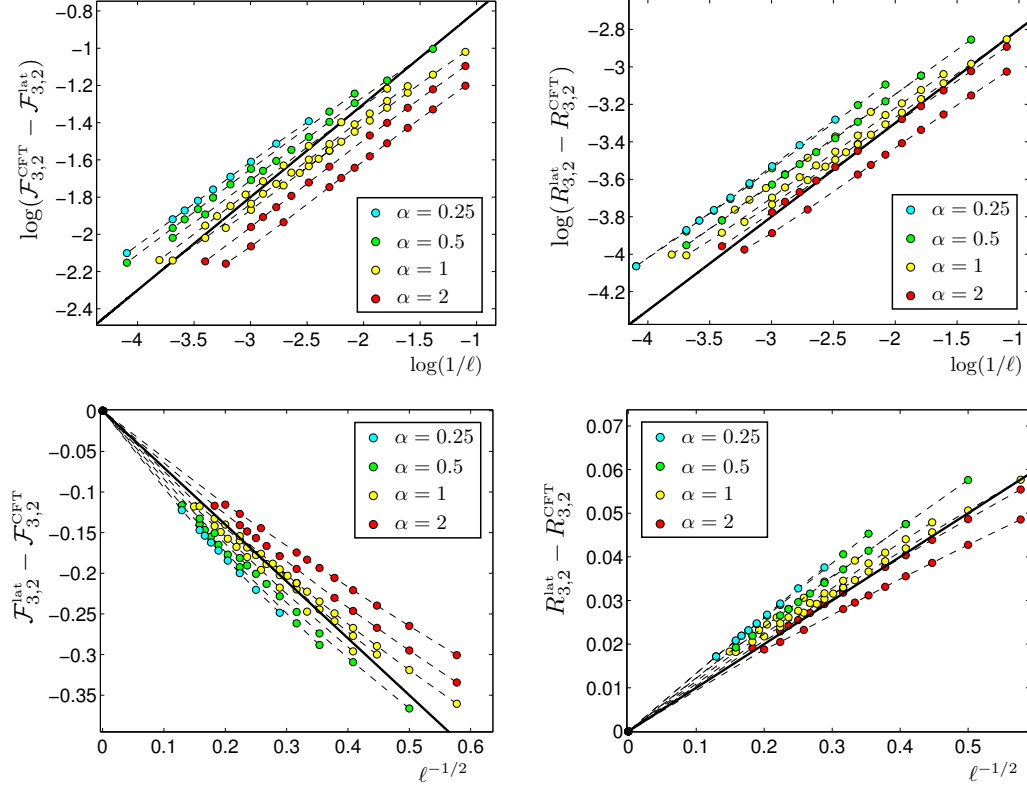 log(𝓕^CFT_{3,2} − 𝓕^lat_{3,2})
−0.8
−1
−1.2
−1.4
−1.6
−1.8
−2
−2.2
−2.4
α = 0.25
α = 0.5
α = 1
α = 2
−4 −3.5 −3 −2.5 −2 −1.5 −1
log(1/ℓ)
log(R^lat_{3,2} − R^CFT_{3,2})
−2.8
−3
−3.2
−3.4
−3.6
−3.8
−4
−4.2
α = 0.25
α = 0.5
α = 1
α = 2
−4 −3.5 −3 −2.5 −2 −1.5 −1
log(1/ℓ)
𝓕^lat_{3,2} − 𝓕^CFT_{3,2}
0
−0.05
−0.1
−0.15
−0.2
−0.25
−0.3
−0.35
α = 0.25
α = 0.5
α = 1
α = 2
0 0.1 0.2 0.3 0.4 0.5 0.6
ℓ^{−1/2}
R^lat_{3,2} − R^CFT_{3,2}
0.07
0.06
0.05
0.04
0.03
0.02
0.01
0
α = 0.25
α = 0.5
α = 1
α = 2
0 0.1 0.2 0.3 0.4 0.5
ℓ^{−1/2}